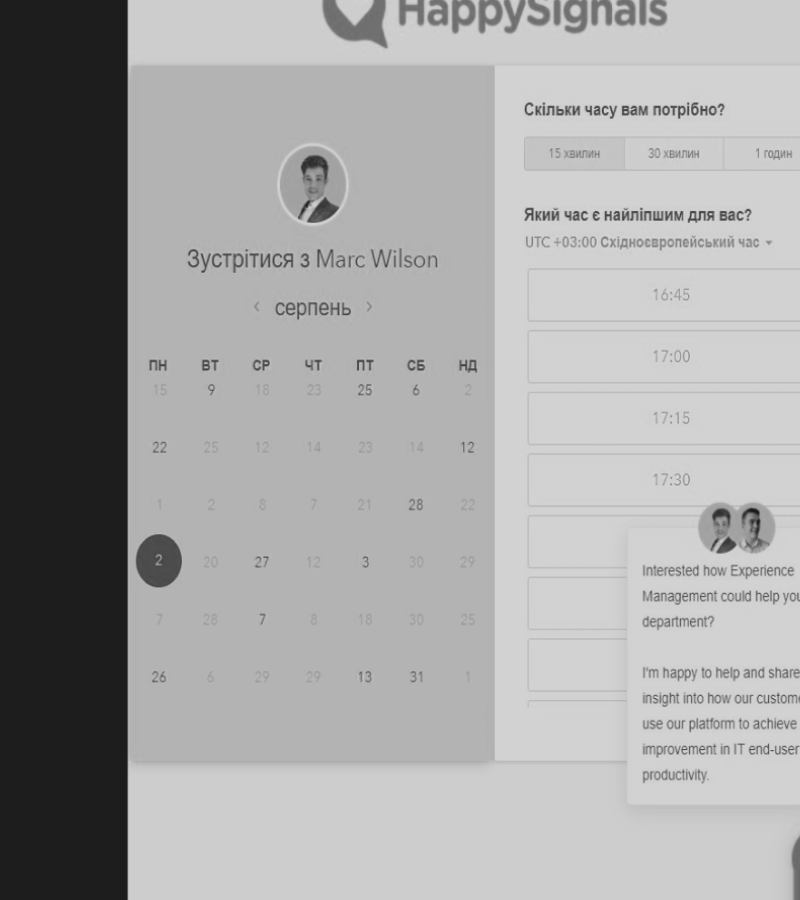 HappySignals
Зустрітися з Marc Wilson
серпень
ПН ВТ СР ЧТ ПТ СБ НД
15 9 18 23 25 6 2
22 25 12 14 23 14 12
1 2 8 7 21 28 22
2 20 27 12 3 30 29
7 28 7 8 18 30 25
26 6 29 29 13 31 1
Скільки часу вам потрібно?
15 хвилин 30 хвилин 1 годин
Який час є найліпшим для вас?
UTC +03:00 Східноєвропейський час
16:45
17:00
17:15
17:30
Interested how Experience
Management could help you
department?
I'm happy to help and share
insight into how our custome
use our platform to achieve
improvement in IT end-user
productivity.